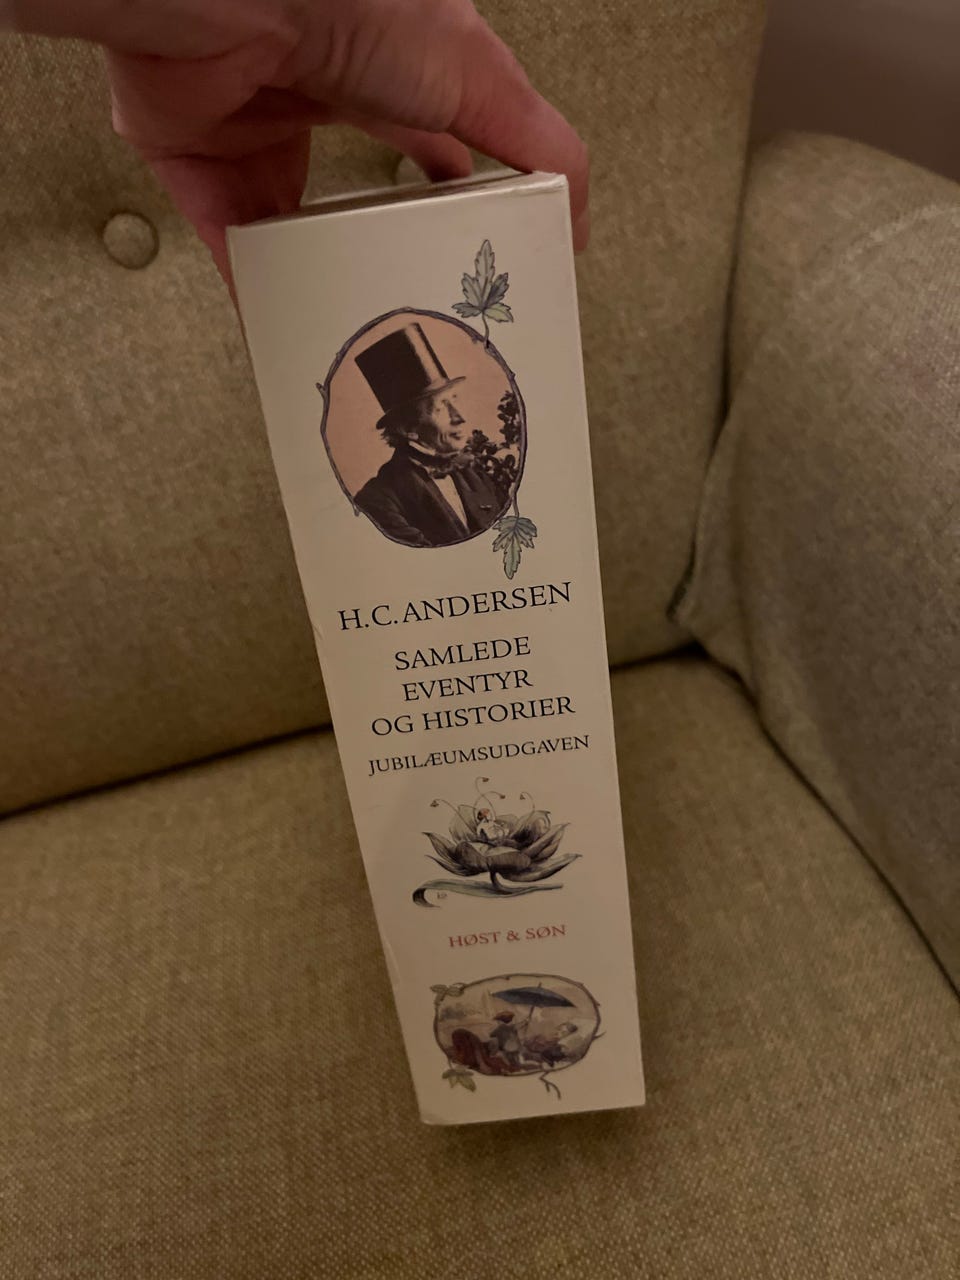 H.C. ANDERSEN
SAMLEDE
EVENTYR
OG HISTORIER
JUBILÆUMSUDGAVEN
HØST & SØN